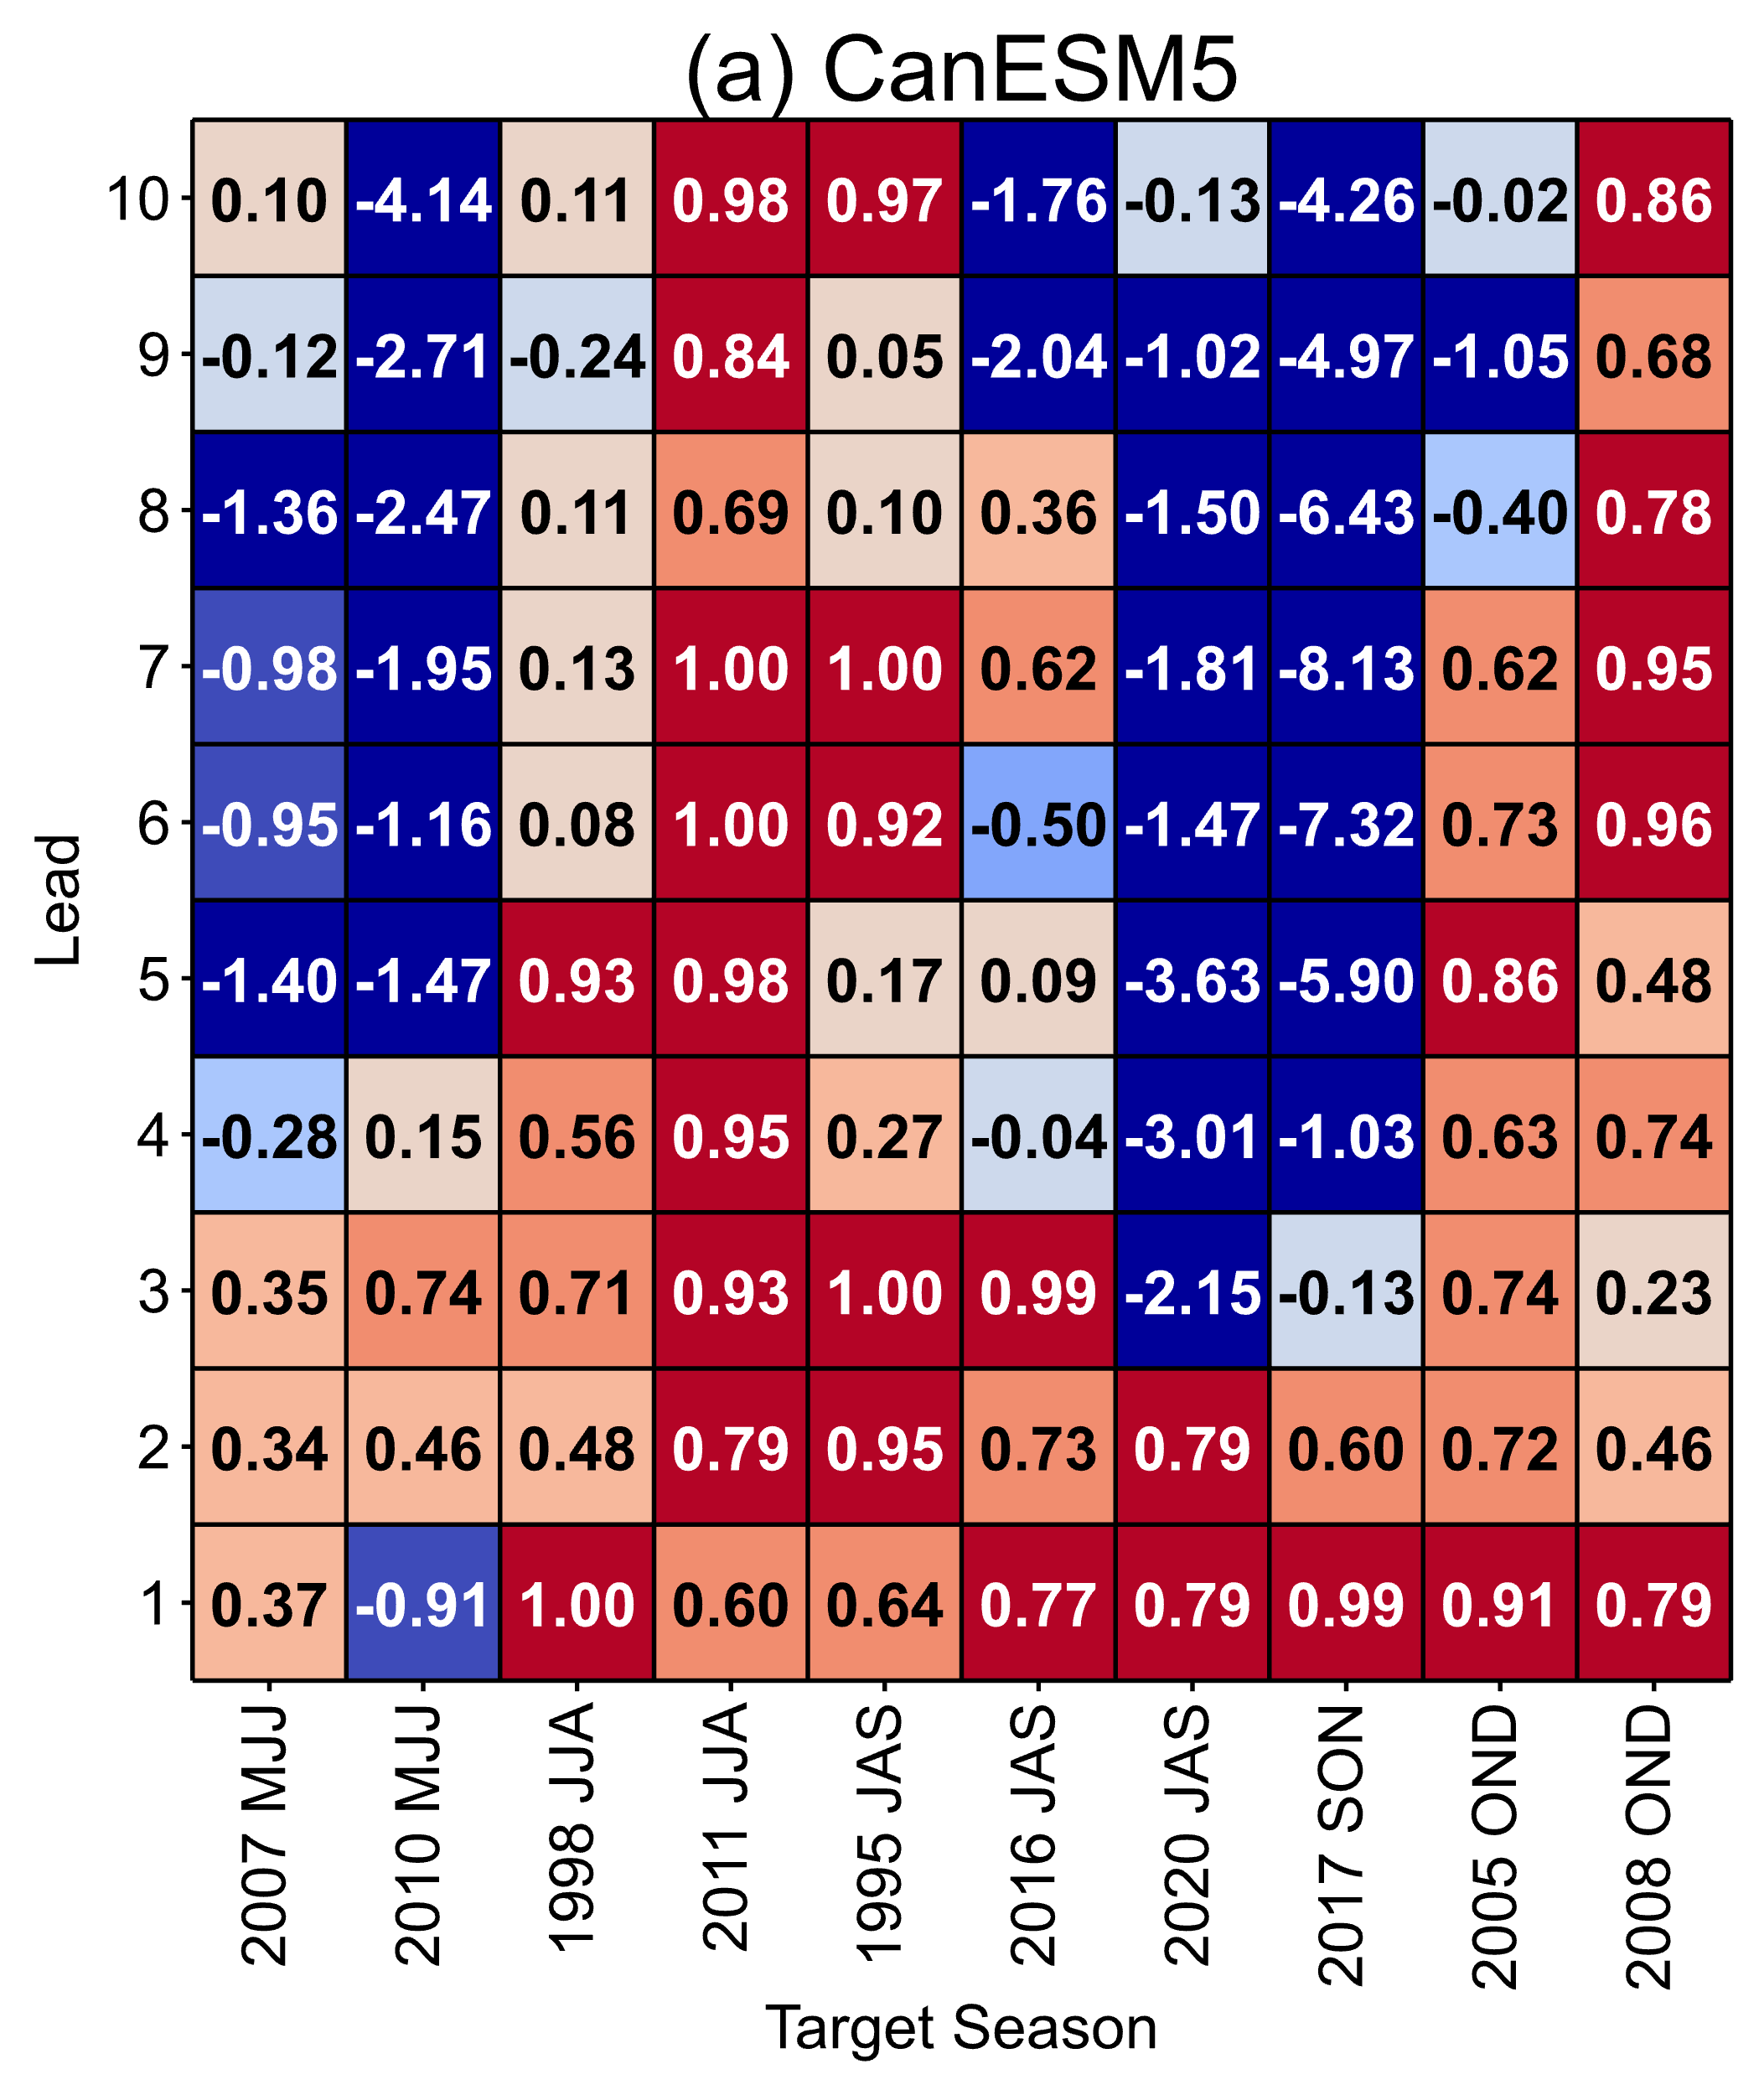 (a) CanESM5
10 0.10 -4.14 0.11 0.98 0.97 -1.76 -0.13 -4.26 -0.02 0.86
9 -0.12 -2.71 -0.24 0.84 0.05 -2.04 -1.02 -4.97 -1.05 0.68
8 -1.36 -2.47 0.11 0.69 0.10 0.36 -1.50 -6.43 -0.40 0.78
7 -0.98 -1.95 0.13 1.00 1.00 0.62 -1.81 -8.13 0.62 0.95
6 -0.95 -1.16 0.08 1.00 0.92 -0.50 -1.47 -7.32 0.73 0.96
5 -1.40 -1.47 0.93 0.98 0.17 0.09 -3.63 -5.90 0.86 0.48
4 -0.28 0.15 0.56 0.95 0.27 -0.04 -3.01 -1.03 0.63 0.74
3 0.35 0.74 0.71 0.93 1.00 0.99 -2.15 -0.13 0.74 0.23
2 0.34 0.46 0.48 0.79 0.95 0.73 0.79 0.60 0.72 0.46
1 0.37 -0.91 1.00 0.60 0.64 0.77 0.79 0.99 0.91 0.79
Lead
2007 MJJ
2010 MJJ
1998 JJA
2011 JJA
1995 JAS
2016 JAS
2020 JAS
2017 SON
2005 OND
2008 OND
Target Season